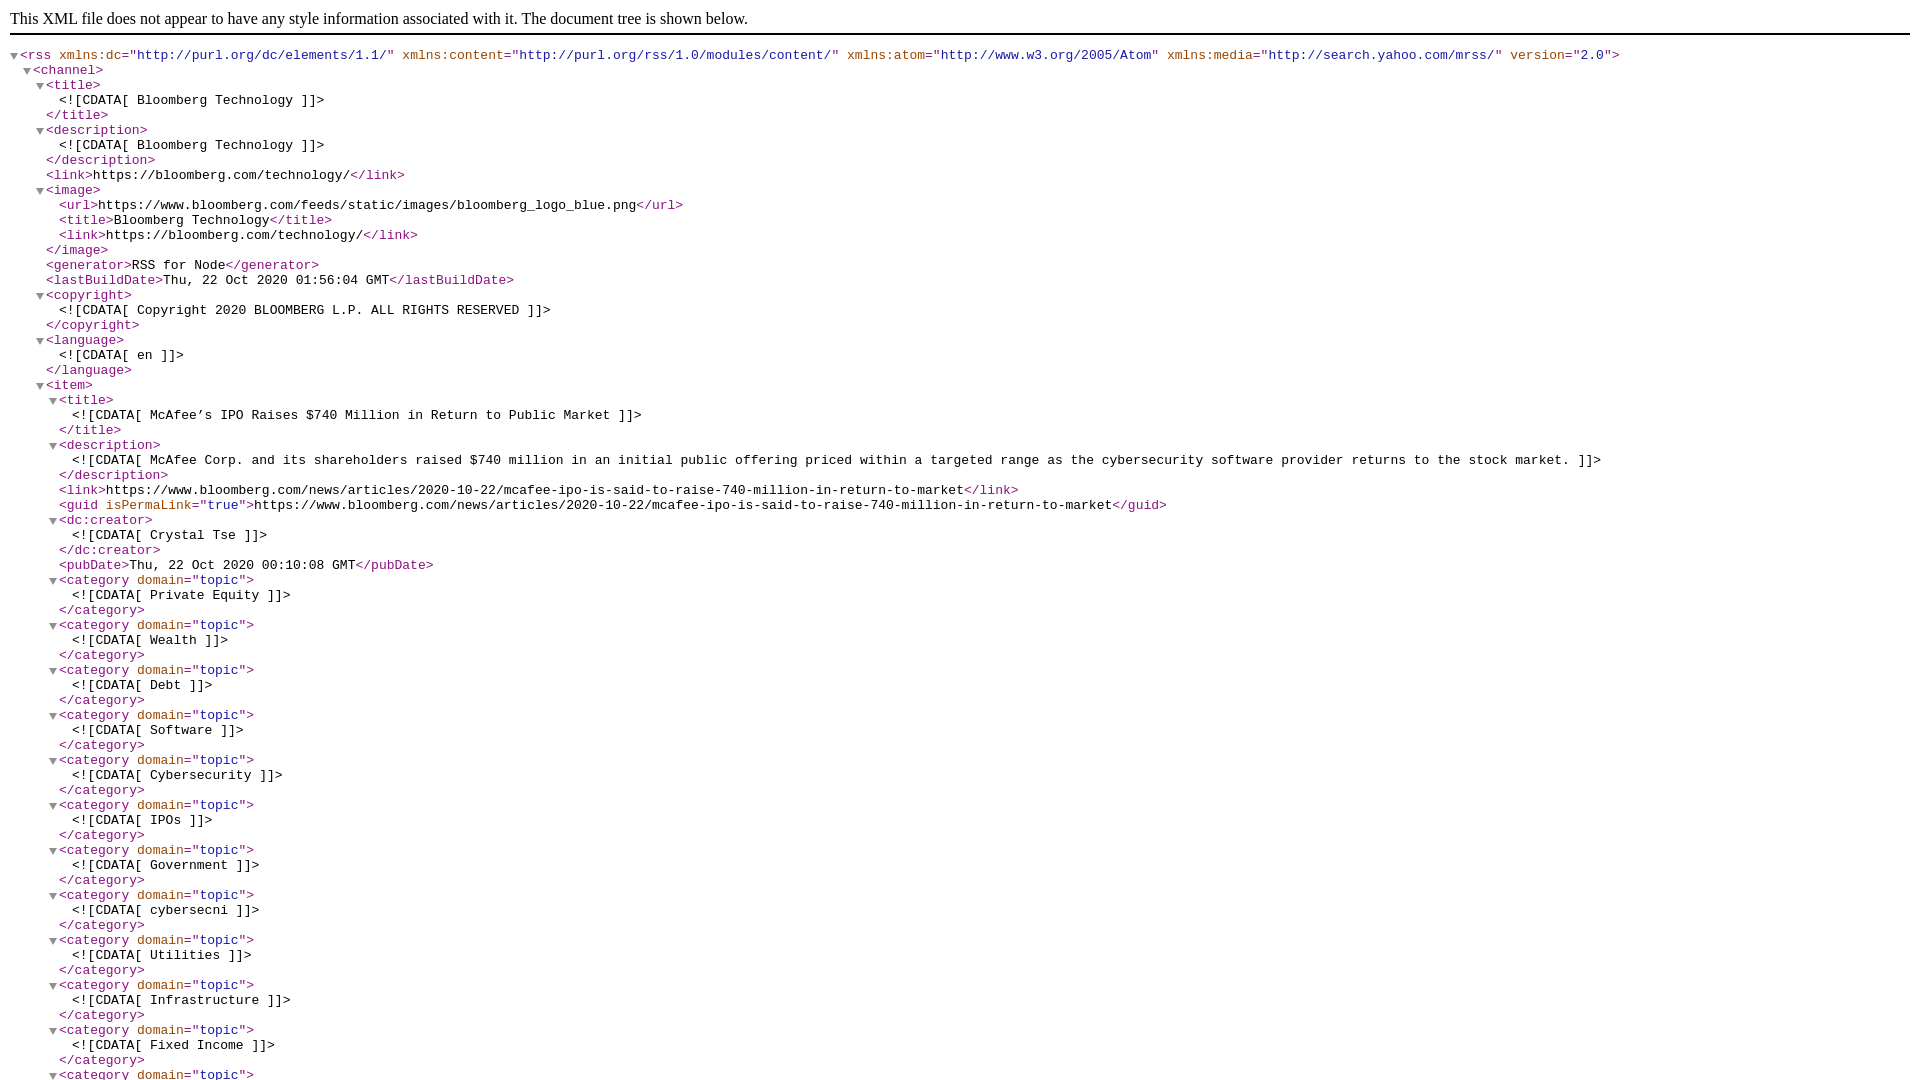 This XML file does not appear to have any style information associated with it. The document tree is shown below.
<rss xmlns:dc="http://purl.org/dc/elements/1.1/" xmlns:content="http://purl.org/rss/1.0/modules/content/" xmlns:atom="http://www.w3.org/2005/Atom" xmlns:media="http://search.yahoo.com/mrss/" version="2.0">
<channel>
<title>
<![CDATA[ Bloomberg Technology ]]>
</title>
<description>
<![CDATA[ Bloomberg Technology ]]>
</description>
<link>https://bloomberg.com/technology/</link>
<image>
<url>https://www.bloomberg.com/feeds/static/images/bloomberg_logo_blue.png</url>
<title>Bloomberg Technology</title>
<link>https://bloomberg.com/technology/</link>
</image>
<generator>RSS for Node</generator>
<lastBuildDate>Thu, 22 Oct 2020 01:56:04 GMT</lastBuildDate>
<copyright>
<![CDATA[ Copyright 2020 BLOOMBERG L.P. ALL RIGHTS RESERVED ]]>
</copyright>
<language>
<![CDATA[ en ]]>
</language>
<item>
<title>
<![CDATA[ McAfee’s IPO Raises $740 Million in Return to Public Market ]]>
</title>
<description>
<![CDATA[ McAfee Corp. and its shareholders raised $740 million in an initial public offering priced within a targeted range as the cybersecurity software provider returns to the stock market. ]]>
</description>
<link>https://www.bloomberg.com/news/articles/2020-10-22/mcafee-ipo-is-said-to-raise-740-million-in-return-to-market</link>
<guid isPermaLink="true">https://www.bloomberg.com/news/articles/2020-10-22/mcafee-ipo-is-said-to-raise-740-million-in-return-to-market</guid>
<dc:creator>
<![CDATA[ Crystal Tse ]]>
</dc:creator>
<pubDate>Thu, 22 Oct 2020 00:10:08 GMT</pubDate>
<category domain="topic">
<![CDATA[ Private Equity ]]>
</category>
<category domain="topic">
<![CDATA[ Wealth ]]>
</category>
<category domain="topic">
<![CDATA[ Debt ]]>
</category>
<category domain="topic">
<![CDATA[ Software ]]>
</category>
<category domain="topic">
<![CDATA[ Cybersecurity ]]>
</category>
<category domain="topic">
<![CDATA[ IPOs ]]>
</category>
<category domain="topic">
<![CDATA[ Government ]]>
</category>
<category domain="topic">
<![CDATA[ cybersecni ]]>
</category>
<category domain="topic">
<![CDATA[ Utilities ]]>
</category>
<category domain="topic">
<![CDATA[ Infrastructure ]]>
</category>
<category domain="topic">
<![CDATA[ Fixed Income ]]>
</category>
<category domain="topic">